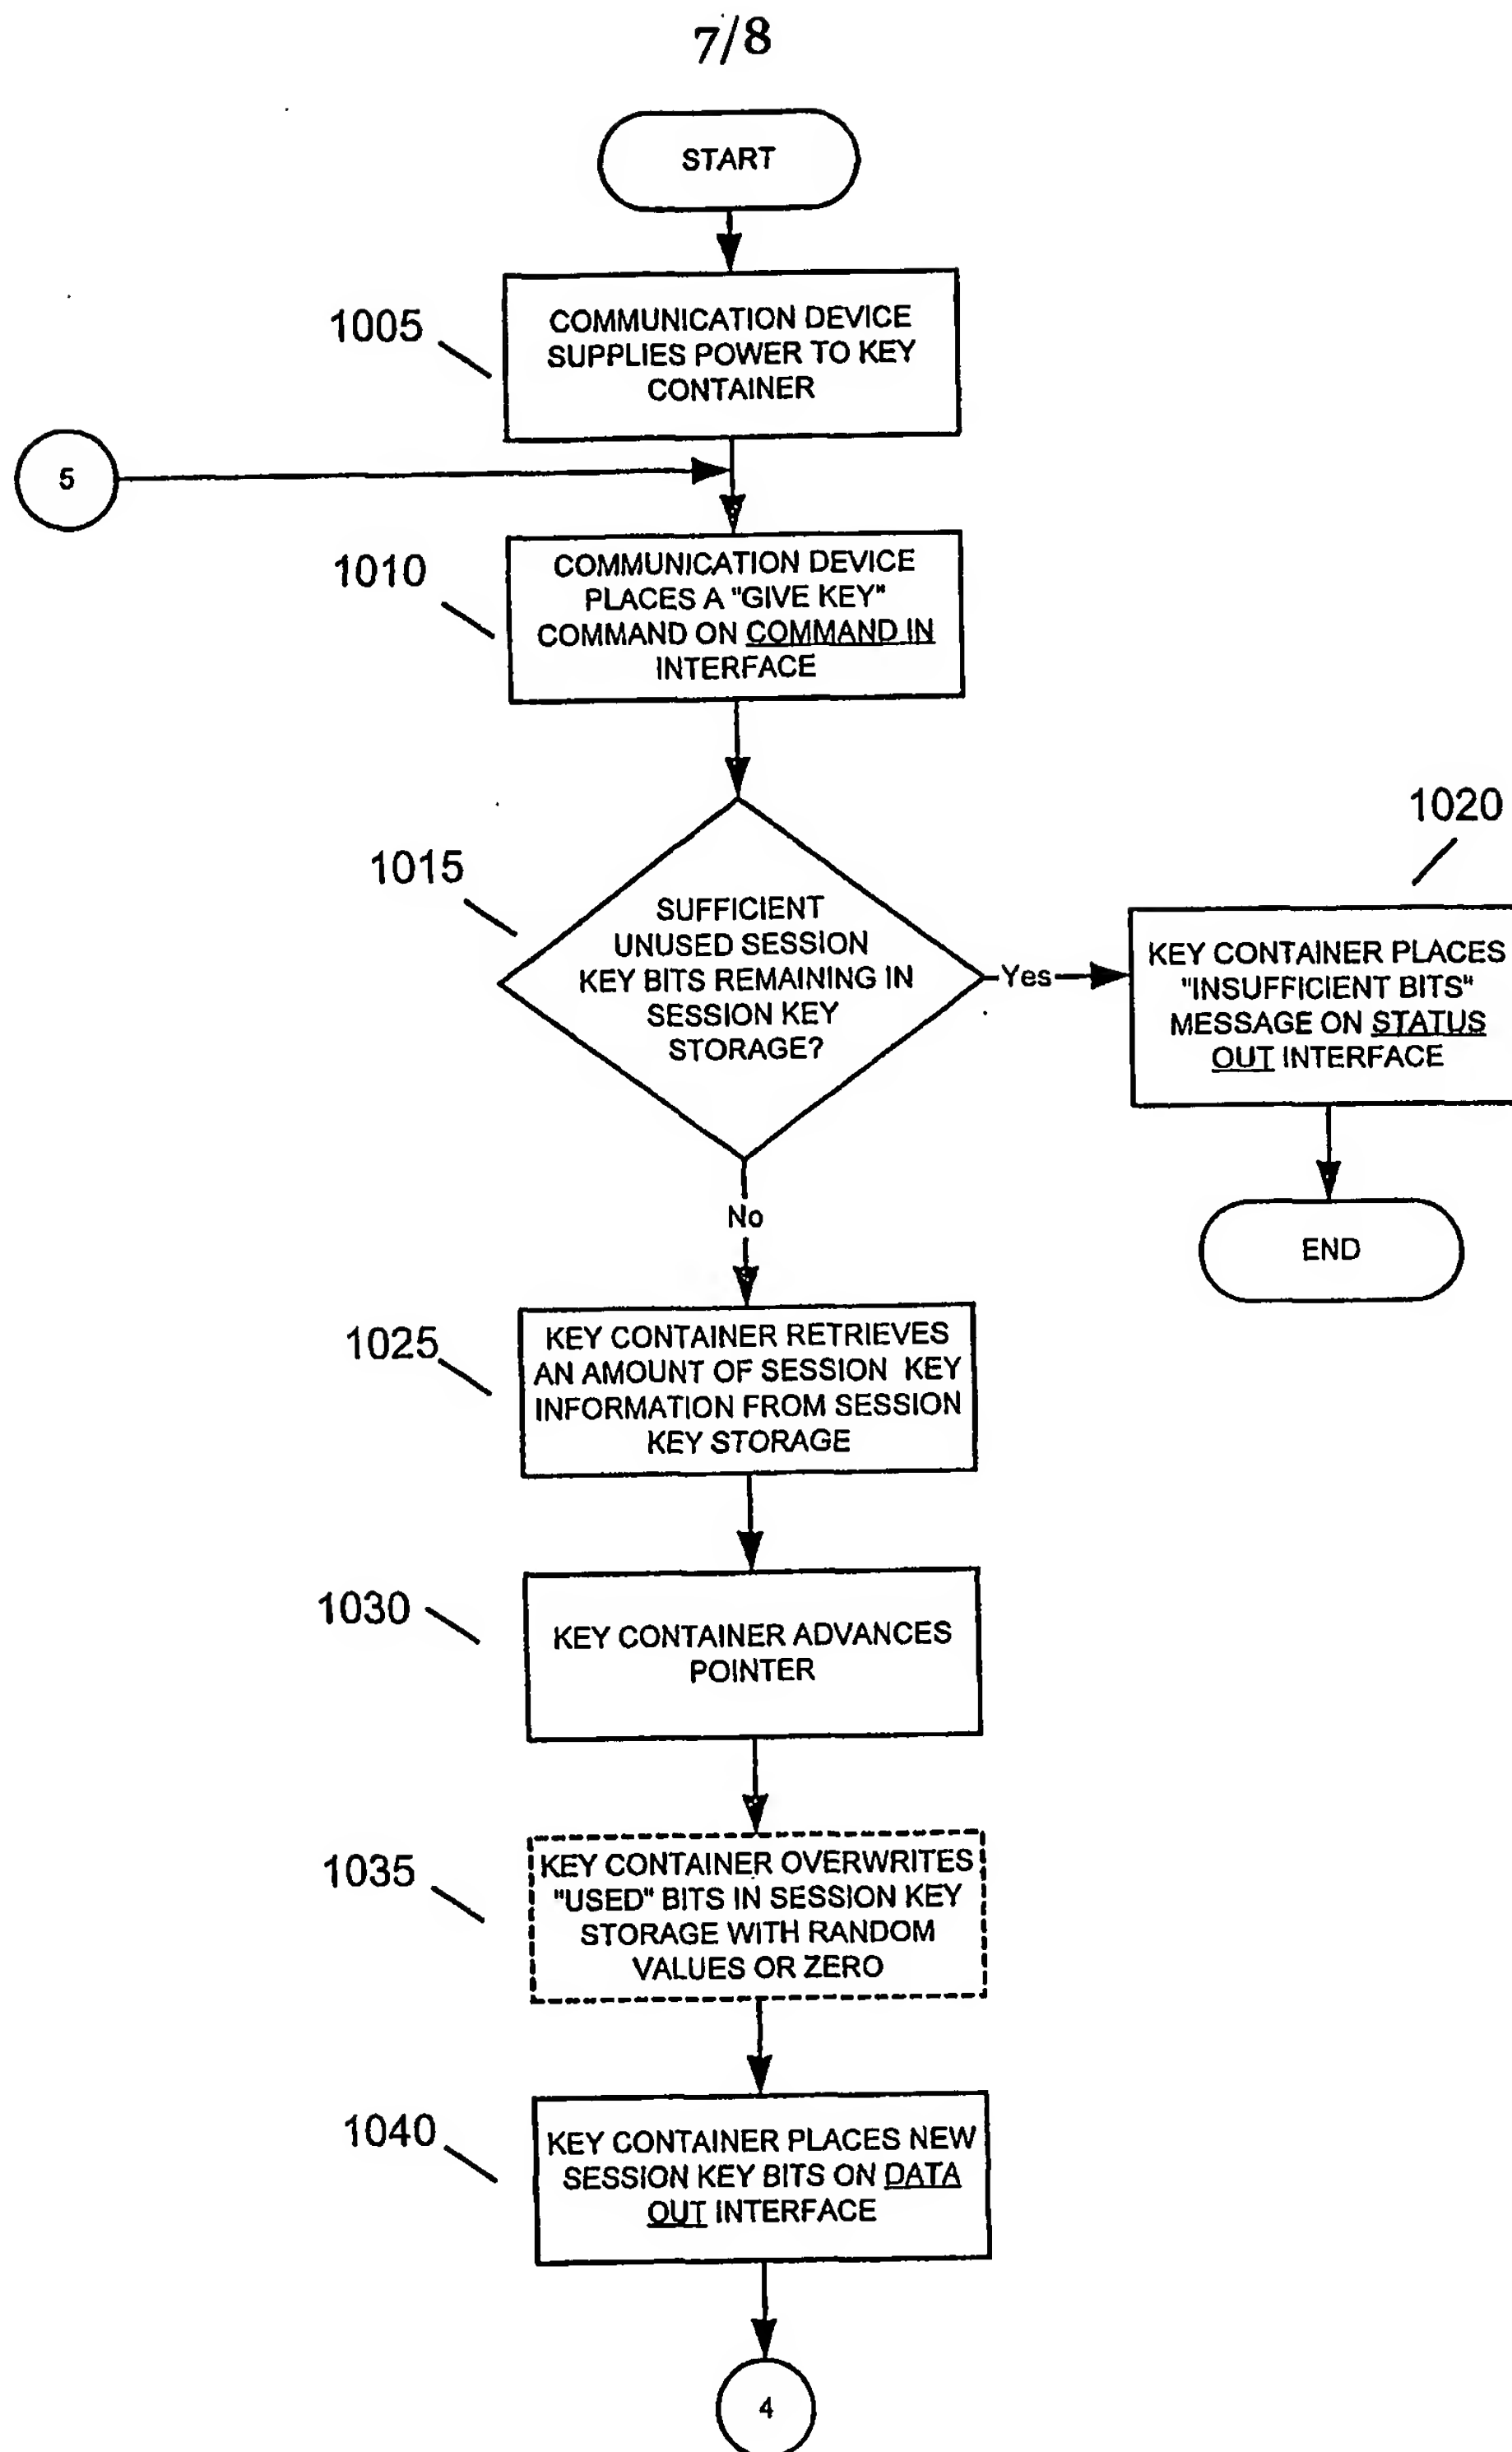 7/8
START
1005
COMMUNICATION DEVICE
SUPPLIES POWER TO KEY
CONTAINER
5
1010
COMMUNICATION DEVICE
PLACES A "GIVE KEY"
COMMAND ON COMMAND IN
INTERFACE
1015
SUFFICIENT
UNUSED SESSION
KEY BITS REMAINING IN
SESSION KEY
STORAGE?
Yes
1020
KEY CONTAINER PLACES
"INSUFFICIENT BITS"
MESSAGE ON STATUS
OUT INTERFACE
END
No
1025
KEY CONTAINER RETRIEVES
AN AMOUNT OF SESSION KEY
INFORMATION FROM SESSION
KEY STORAGE
1030
KEY CONTAINER ADVANCES
POINTER
1035
KEY CONTAINER OVERWRITES
"USED" BITS IN SESSION KEY
STORAGE WITH RANDOM
VALUES OR ZERO
1040
KEY CONTAINER PLACES NEW
SESSION KEY BITS ON DATA
OUT INTERFACE
4